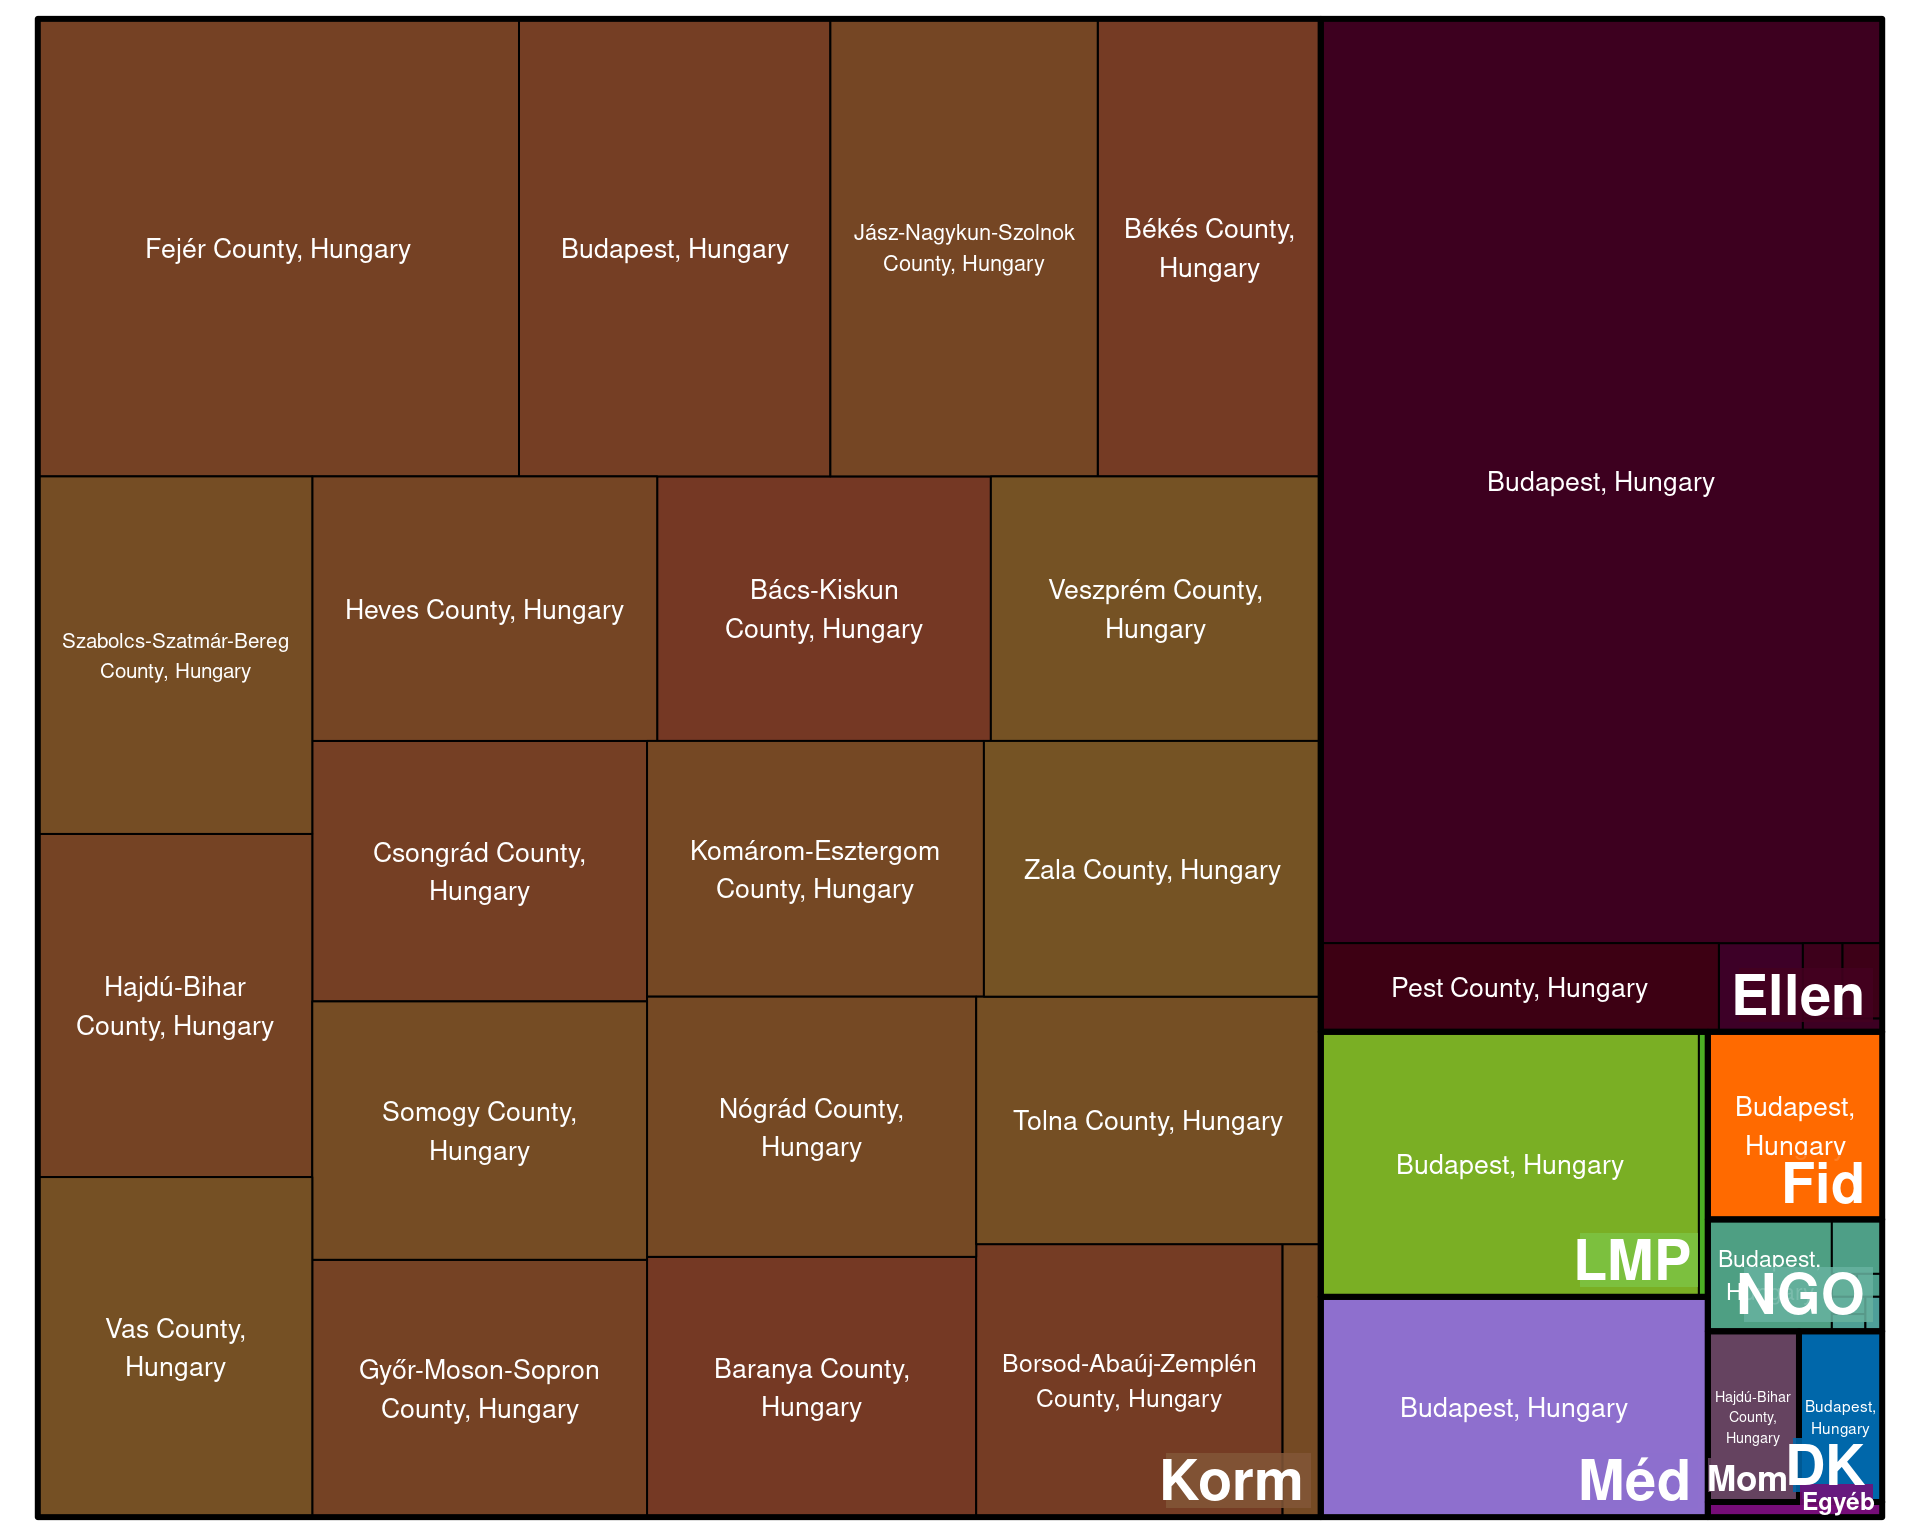 Fejér County, Hungary
Budapest, Hungary
Jász-Nagykun-Szolnok
County, Hungary
Békés County,
Hungary
Szabolcs-Szatmár-Bereg
County, Hungary
Heves County, Hungary
Bács-Kiskun
County, Hungary
Veszprém County,
Hungary
Hajdú-Bihar
County, Hungary
Csongrád County,
Hungary
Komárom-Esztergom
County, Hungary
Zala County, Hungary
Somogy County,
Hungary
Nógrád County,
Hungary
Tolna County, Hungary
Vas County,
Hungary
Győr-Moson-Sopron
County, Hungary
Baranya County,
Hungary
Borsod-Abaúj-Zemplén
County, Hungary
Korm
Budapest, Hungary
Pest County, Hungary
Ellen
Budapest, Hungary
LMP
Budapest,
Hungary
Fid
Budapest,
NGO
Budapest, Hungary
Méd
Hajdú-Bihar
County,
Hungary
Mom
Budapest,
Hungary
DK
Egyéb